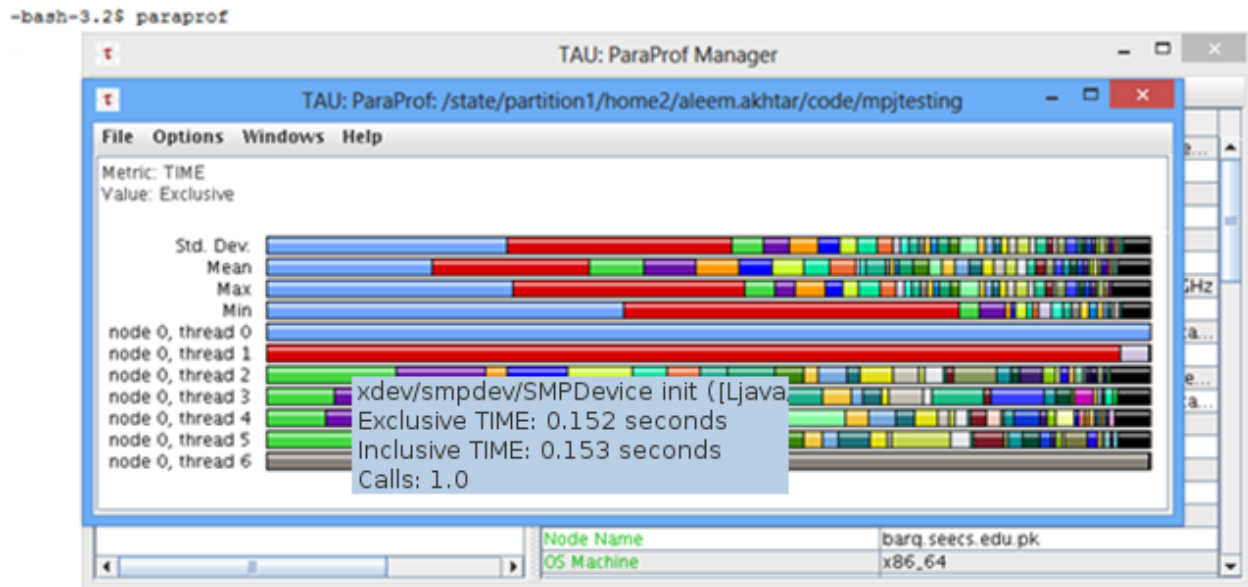 -bash-3.2$ paraprof
TAU: ParaProf Manager
TAU: ParaProf: /state/partition1/home2/aleem.akhtar/code/mpjtesting
File Options Windows Help
Metric: TIME
Value: Exclusive
Std. Dev.
Mean
Max
Min
node 0, thread 0
node 0, thread 1
node 0, thread 2
node 0, thread 3
node 0, thread 4
node 0, thread 5
node 0, thread 6
xdev/smpdev/SMPDevice init ([Ljava/
Exclusive TIME: 0.152 seconds
Inclusive TIME: 0.153 seconds
Calls: 1.0
GHz
Node Name barq.seecs.edu.pk
OS Machine x86_64